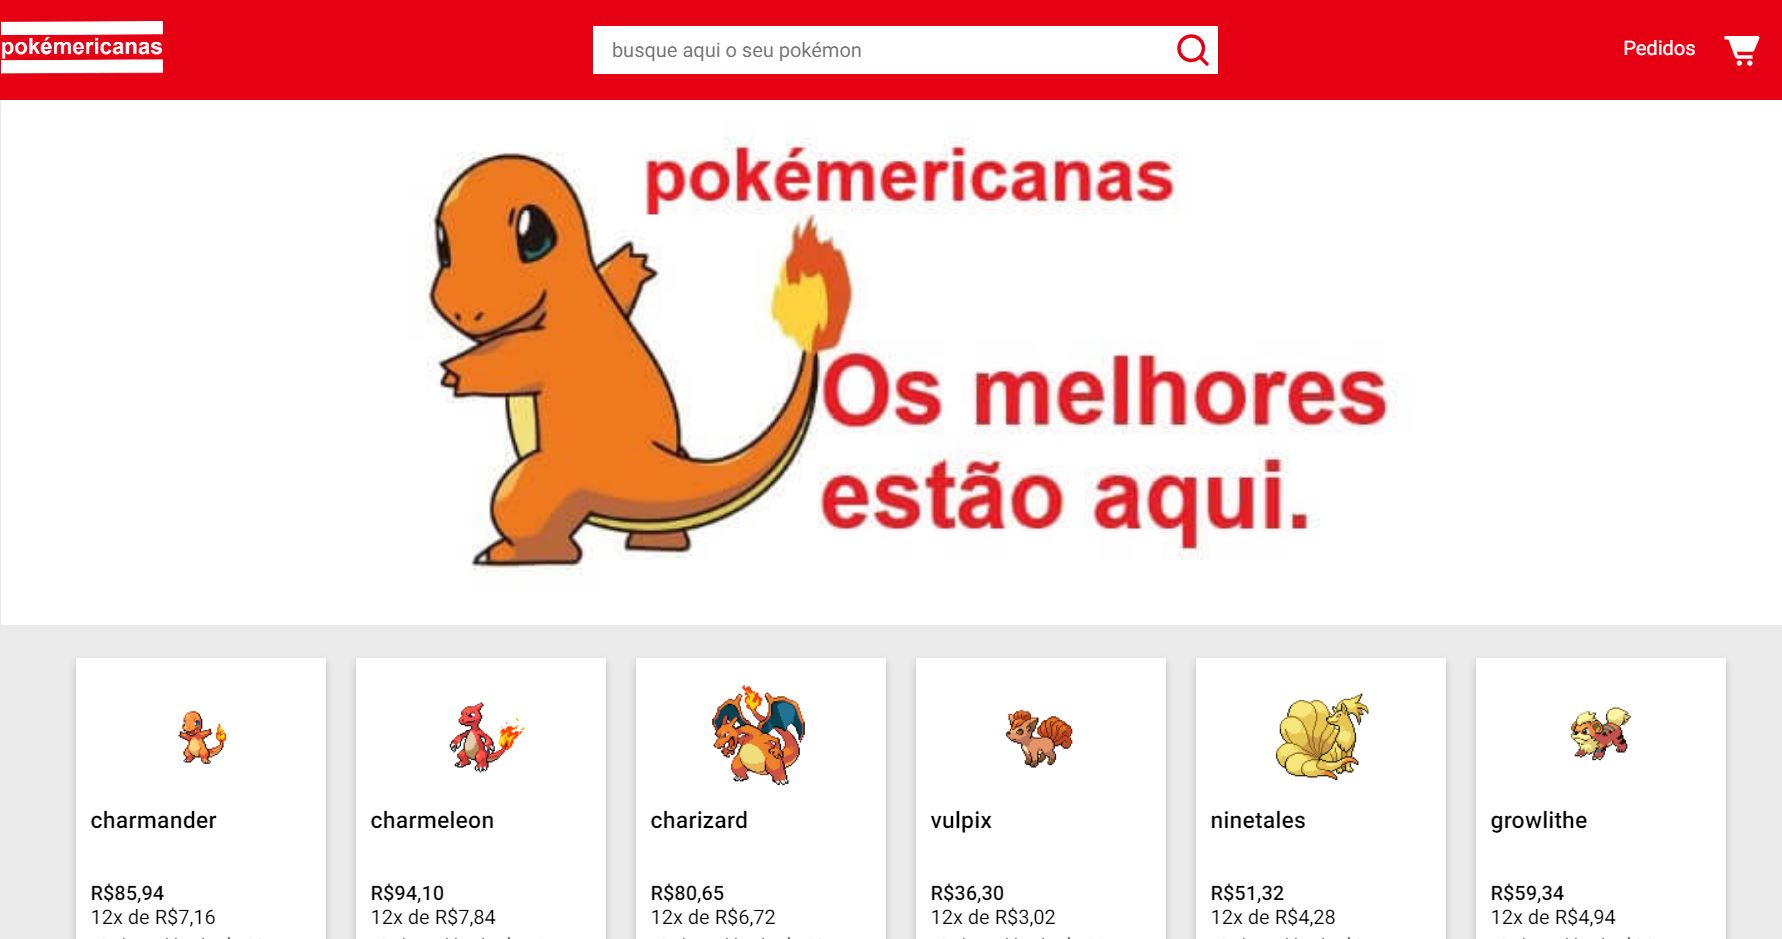 pokémericanas
busque aqui o seu pokémon
Pedidos
pokémericanas
Os melhores
estão aqui.
charmander
R$85,94
12x de R$7,16
charmeleon
R$94,10
12x de R$7,84
charizard
R$80,65
12x de R$6,72
vulpix
R$36,30
12x de R$3,02
ninetales
R$51,32
12x de R$4,28
growlithe
R$59,34
12x de R$4,94